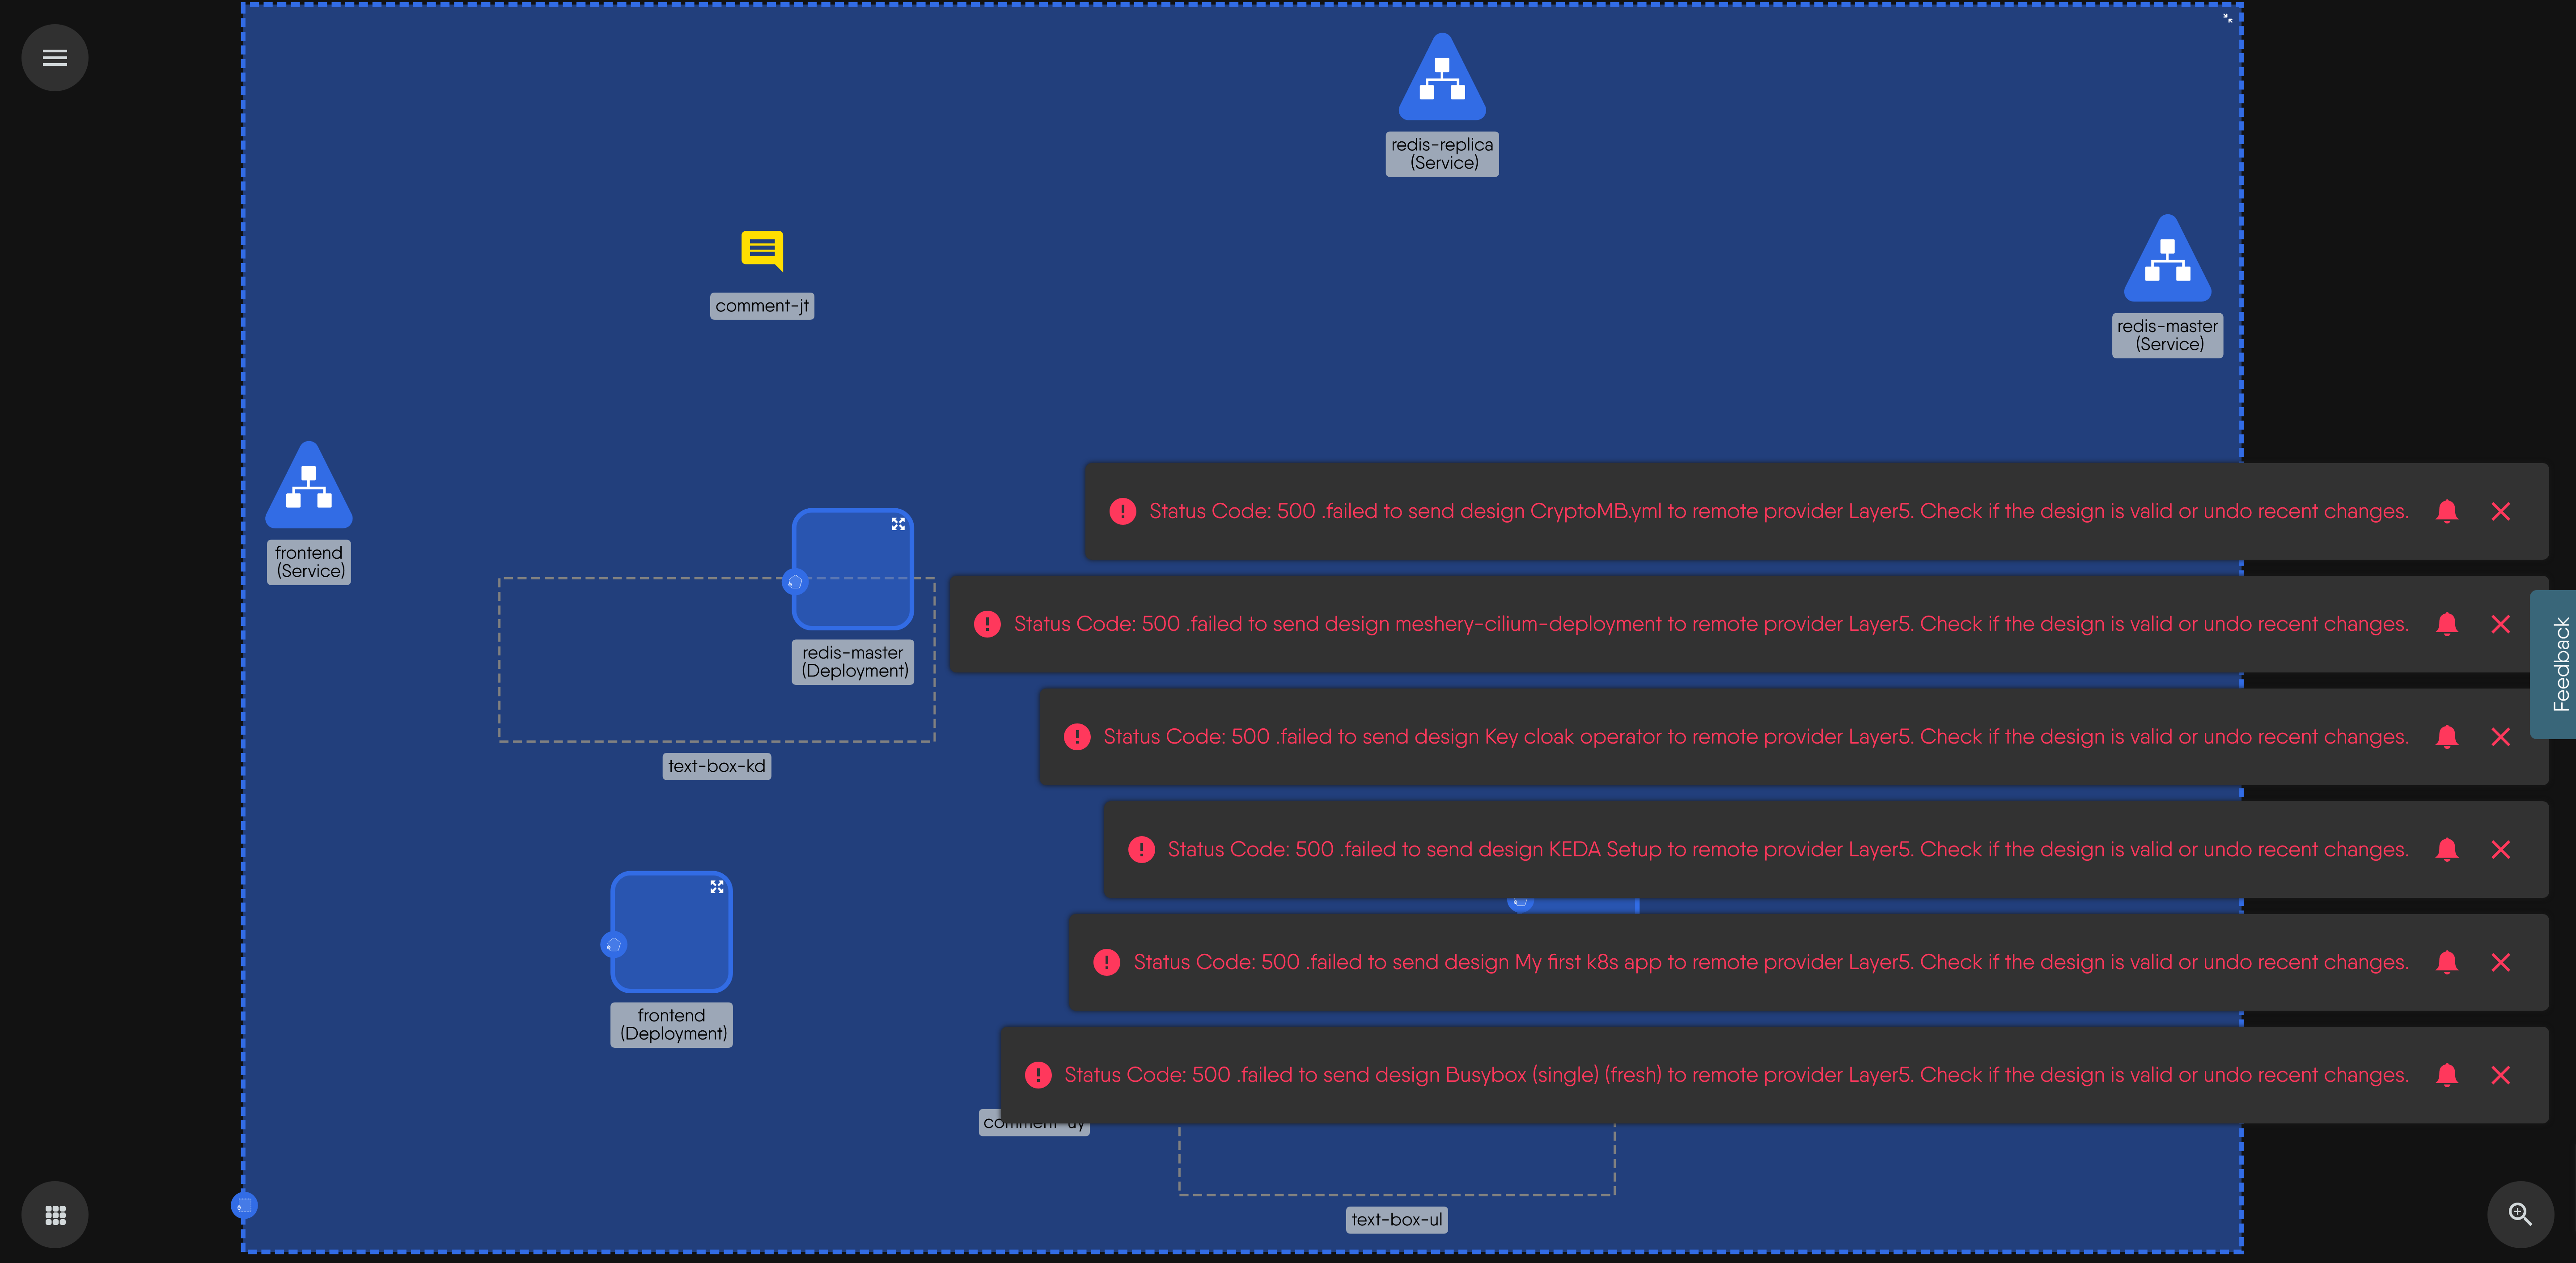 redis-replica
(Service)
comment-jt
redis-master
(Service)
frontend
(Service)
Status Code: 500 .failed to send design CryptoMB.yml to remote provider Layer5. Check if the design is valid or undo recent changes.
Status Code: 500 .failed to send design meshery-cilium-deployment to remote provider Layer5. Check if the design is valid or undo recent changes.
Feedback
redis-master
(Deployment)
Status Code: 500 .failed to send design Key cloak operator to remote provider Layer5. Check if the design is valid or undo recent changes.
text-box-kd
Status Code: 500 .failed to send design KEDA Setup to remote provider Layer5. Check if the design is valid or undo recent changes.
Status Code: 500 .failed to send design My first k8s app to remote provider Layer5. Check if the design is valid or undo recent changes.
frontend
(Deployment)
Status Code: 500 .failed to send design Busybox (single) (fresh) to remote provider Layer5. Check if the design is valid or undo recent changes.
text-box-ul